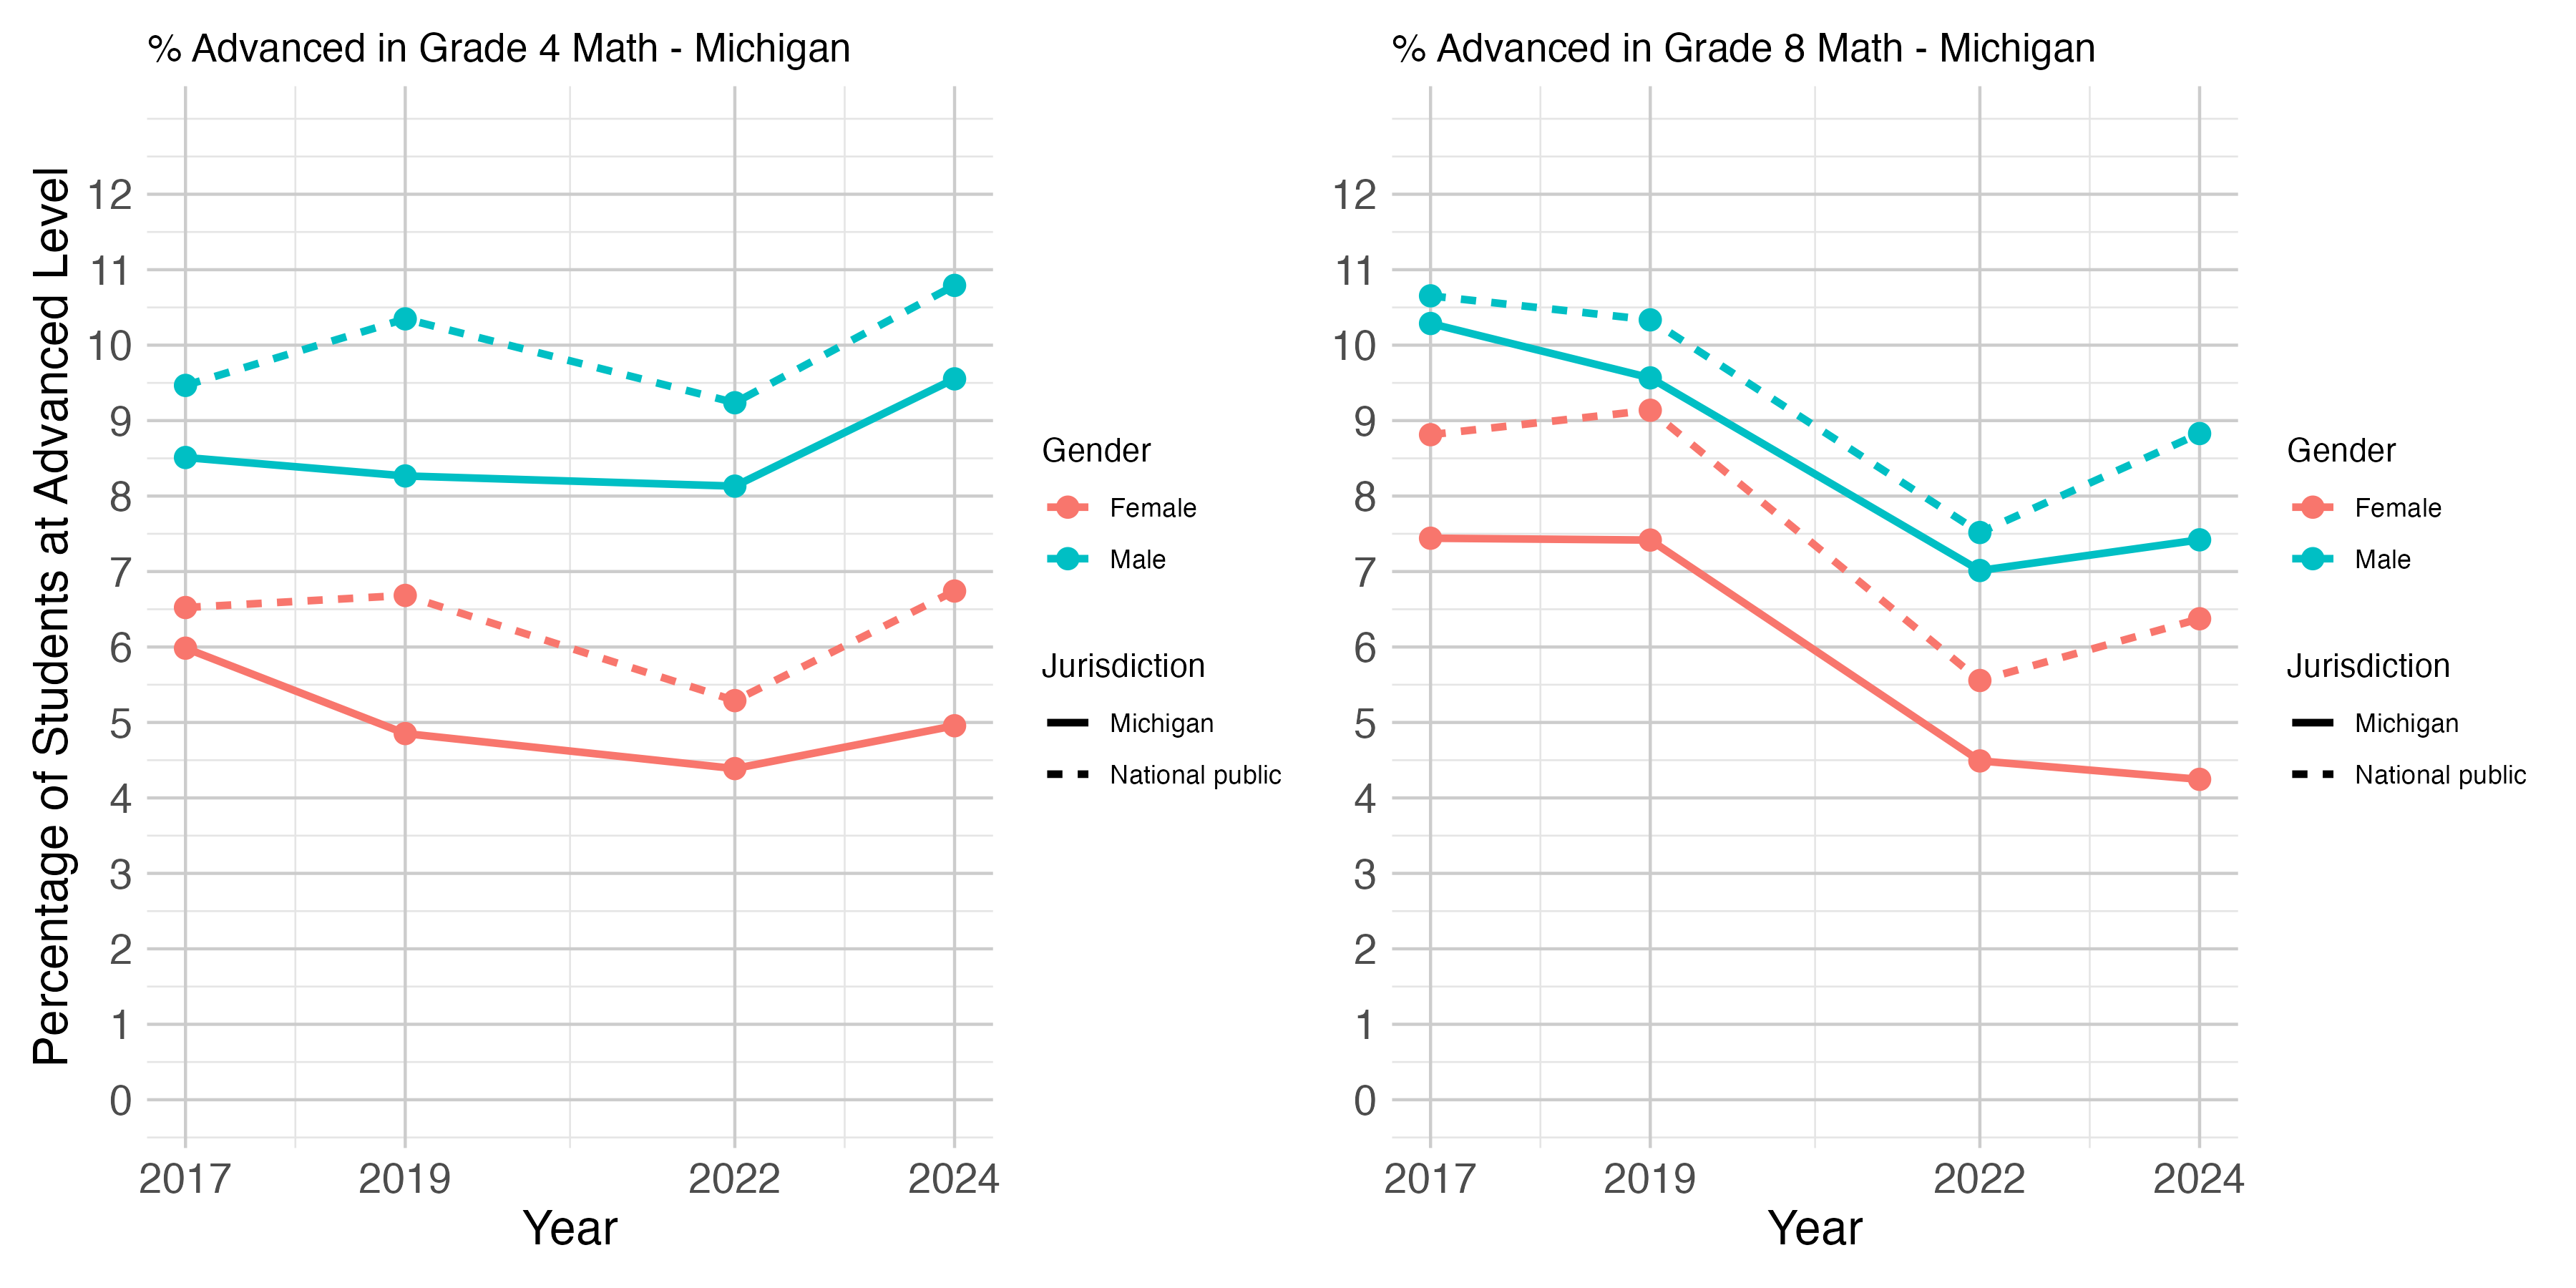 % Advanced in Grade 4 Math - Michigan
Percentage of Students at Advanced Level
12
11
10
9
8
7
6
5
4
3
2
1
0
2017 2019 2022 2024
Year
Gender
Female
Male
Jurisdiction
Michigan
National public
% Advanced in Grade 8 Math - Michigan
12
11
10
9
8
7
6
5
4
3
2
1
0
2017 2019 2022 2024
Year
Gender
Female
Male
Jurisdiction
Michigan
National public